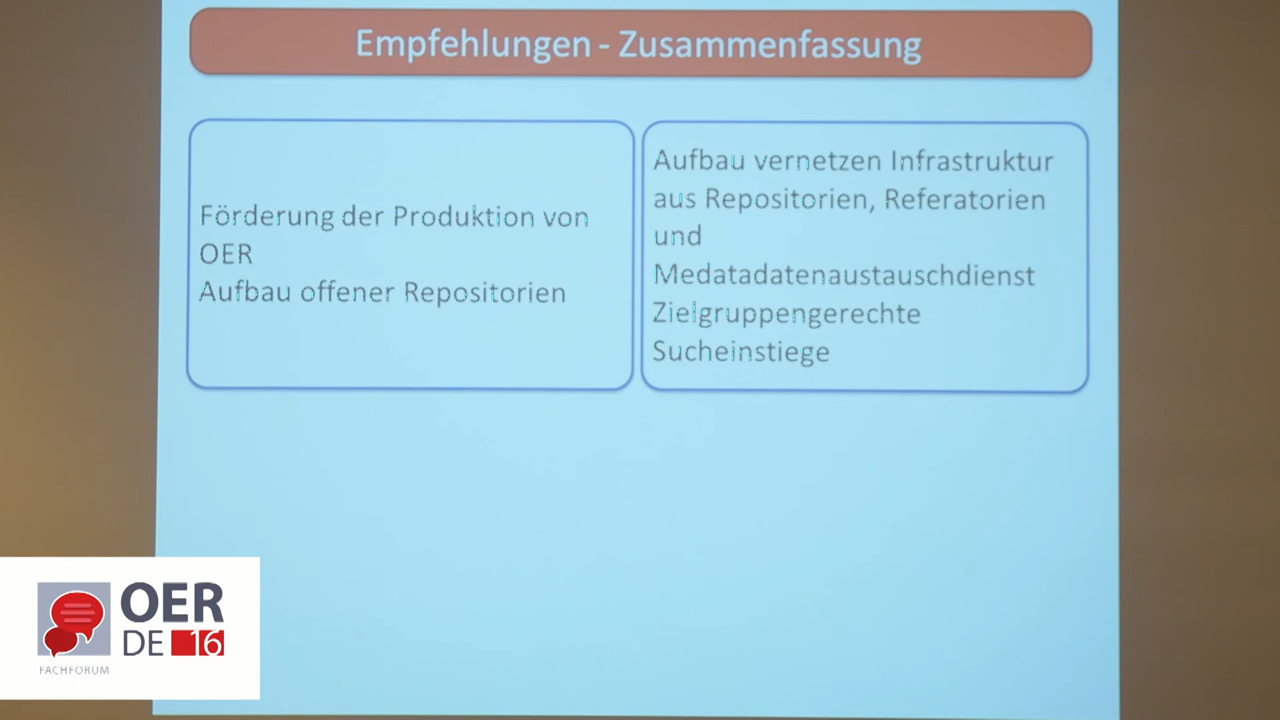 Empfehlungen - Zusammenfassung
Förderung der Produktion von
OER
Aufbau offener Repositorien
Aufbau vernetzen Infrastruktur
aus Repositorien, Referatorien
und
Medatadatenaustauschdienst
Zielgruppengerechte
Sucheinstiege
OER
DE 16
FACHFORUM